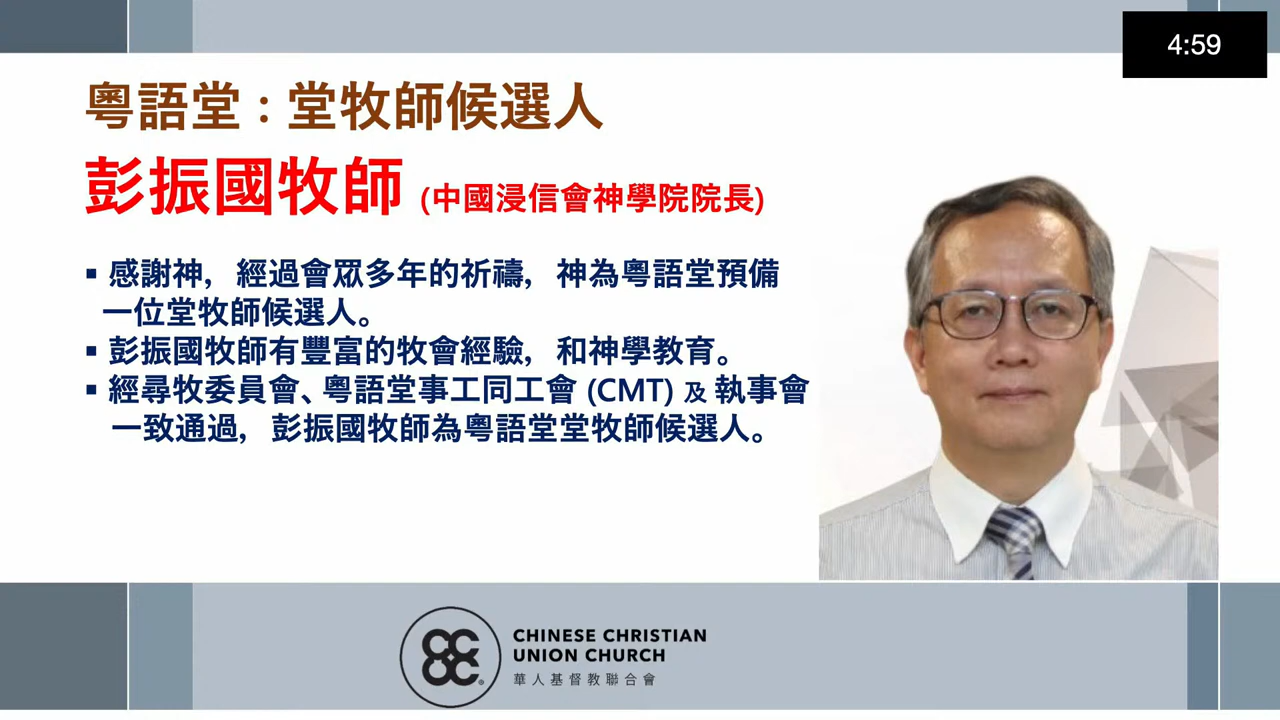 4:59
粵語堂 : 堂牧師候選人
彭振國牧師 (中國浸信會神學院院長)
▪ 感謝神, 經過會眾多年的祈禱, 神為粵語堂預備
一位堂牧師候選人。
▪ 彭振國牧師有豐富的牧會經驗, 和神學教育。
▪ 經尋牧委員會、粵語堂事工同工會 (CMT) 及 執事會
一致通過, 彭振國牧師為粵語堂堂牧師候選人。
CHINESE CHRISTIAN
UNION CHURCH
華人基督教聯合會